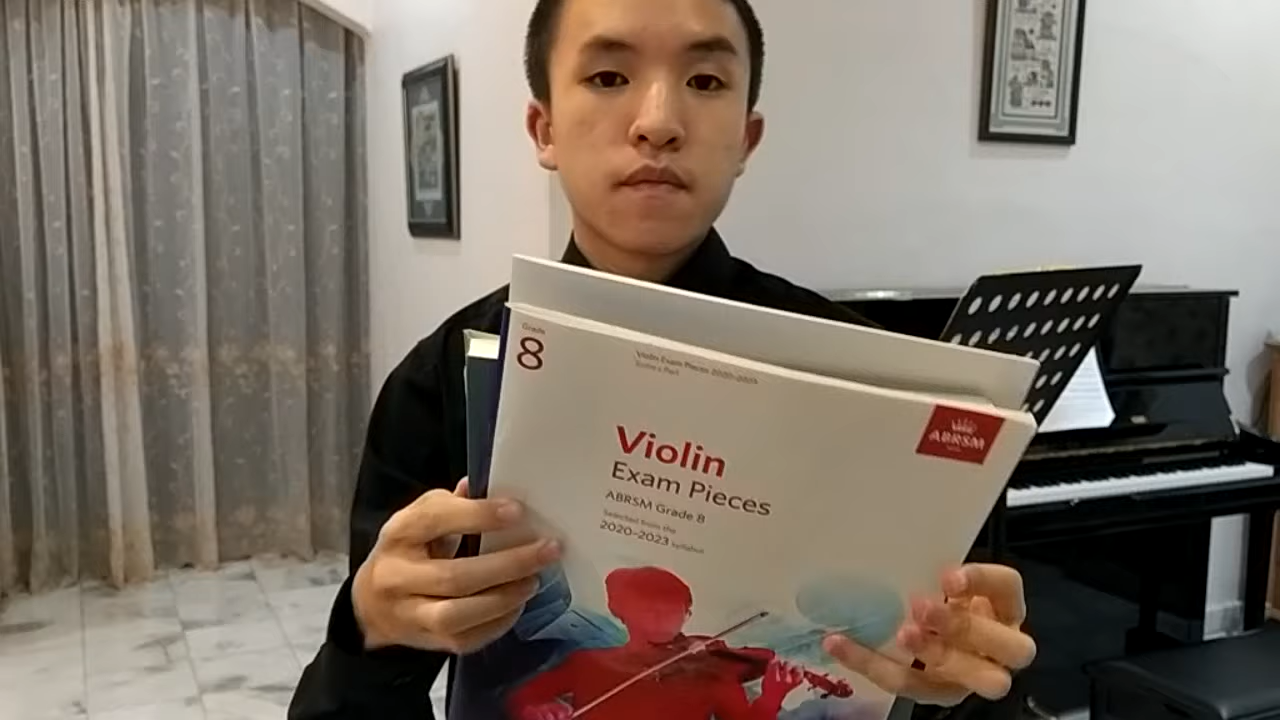 Grade
8
Violin Exam Pieces 2020–2023
ABRSM
Violin
Exam Pieces
ABRSM Grade 8
Selected from the
2020–2023 syllabus